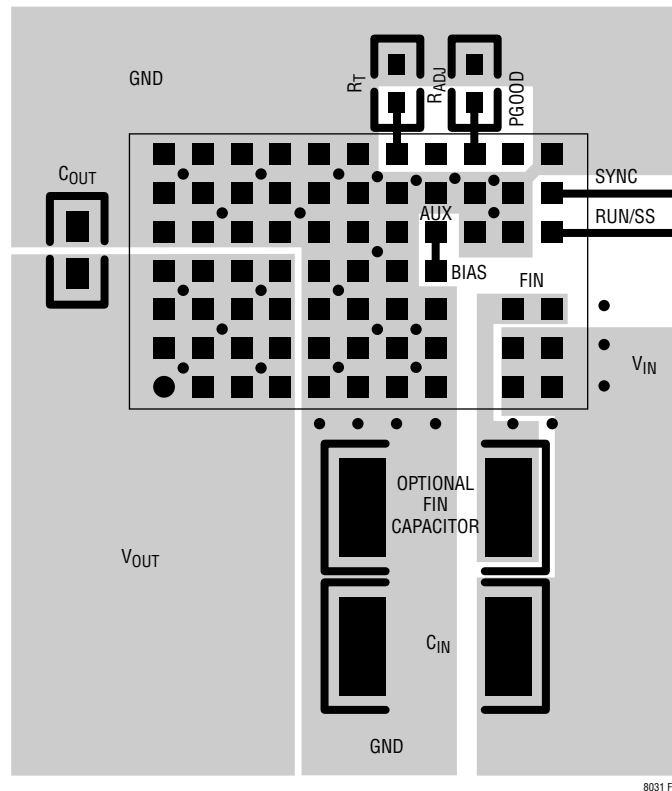 GND
RT
RADJ
PGOOD
COUT
SYNC
AUX
RUN/SS
BIAS
FIN
VIN
OPTIONAL
FIN
CAPACITOR
VOUT
CIN
GND
8031 F